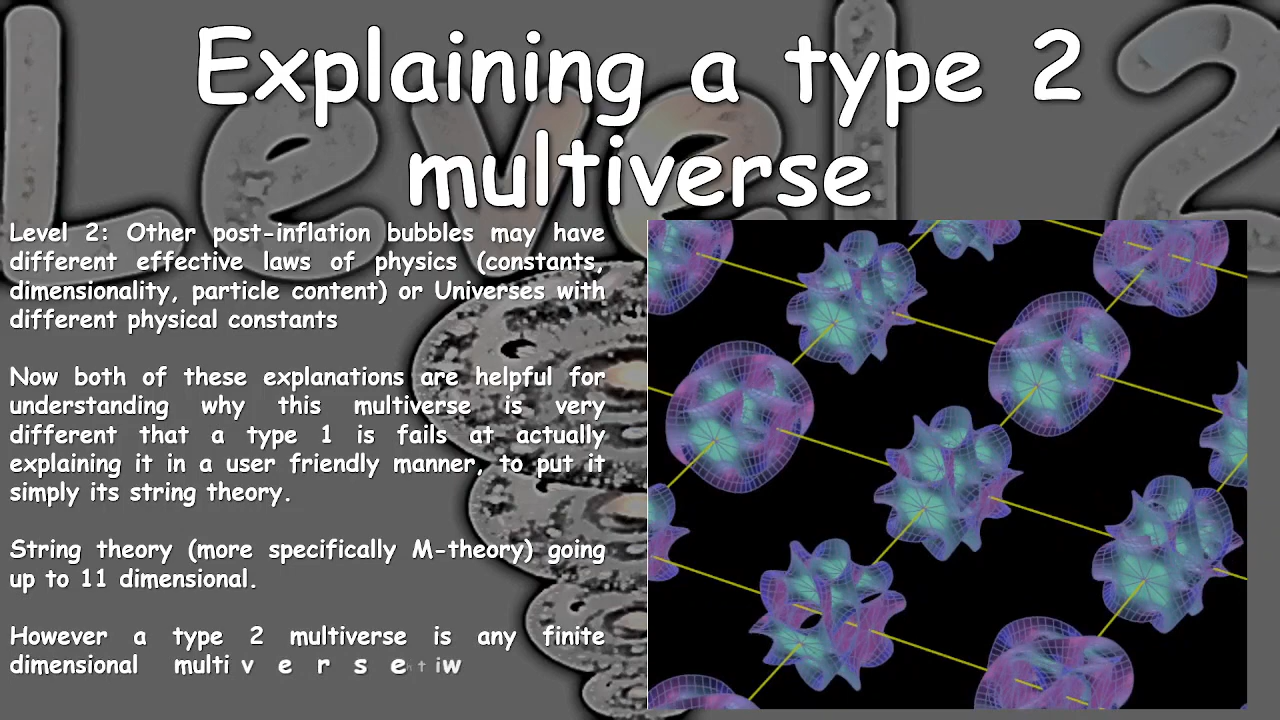 Explaining a type 2
multiverse
Level 2
Level 2: Other post-inflation bubbles may have
different effective laws of physics (constants,
dimensionality, particle content) or Universes with
different physical constants
Now both of these explanations are helpful for
understanding why this multiverse is very
different that a type 1 is fails at actually
explaining it in a user friendly manner, to put it
simply its string theory.
String theory (more specifically M-theory) going
up to 11 dimensional.
However a type 2 multiverse is any finite
dimensional multiverse